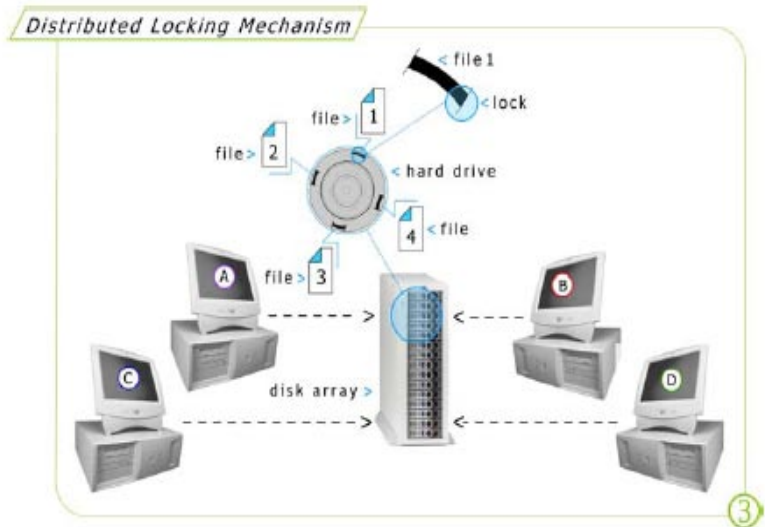 Distributed Locking Mechanism
< file 1
< lock
file > 1
file > 2
< hard drive
4 < file
file > 3
A
B
C
D
disk array >
3